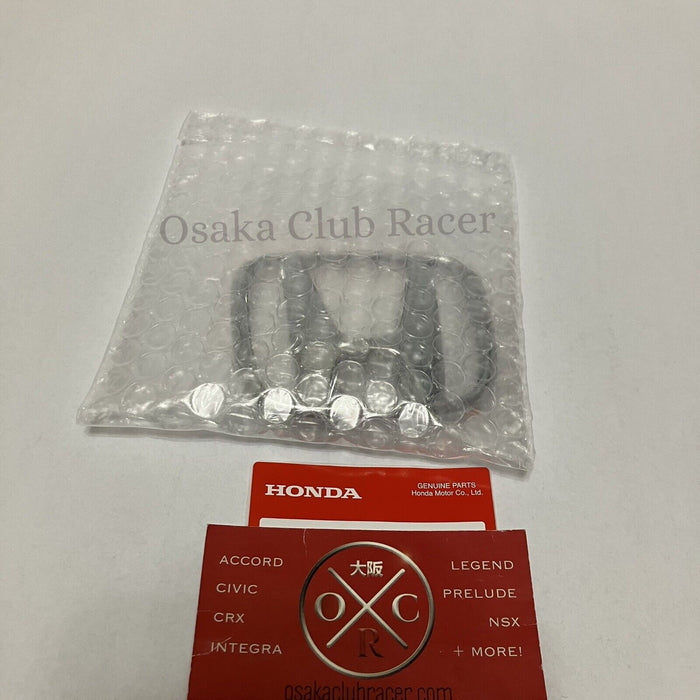 Osaka Club Racer
HONDA
GENUINE PARTS
Honda Motor Co., Ltd.
ACCORD
CIVIC
CRX
INTEGRA
大阪
O C
R
LEGEND
PRELUDE
NSX
+ MORE!
osakaclubracer.com